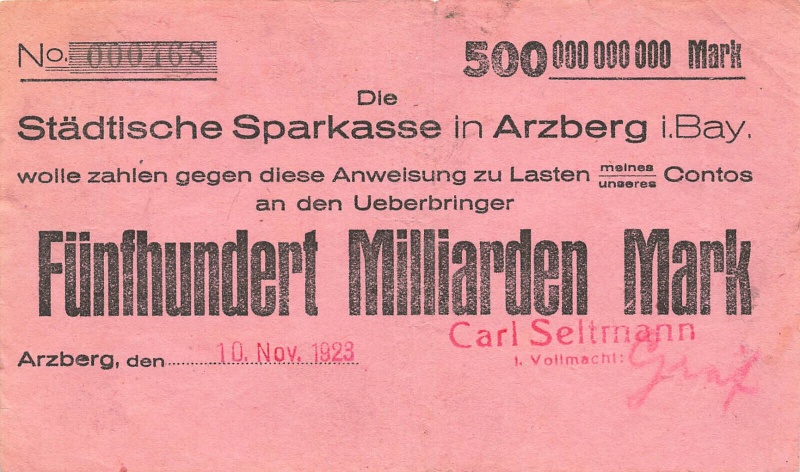 No. 000468
500 000 000 000 Mark
Die
Städtische Sparkasse in Arzberg i.Bay.
wolle zahlen gegen diese Anweisung zu Lasten meines unseres Contos
an den Ueberbringer
Fünfhundert Milliarden Mark
Carl Seltmann
i. Vollmacht:
Arzberg, den 10. Nov. 1923